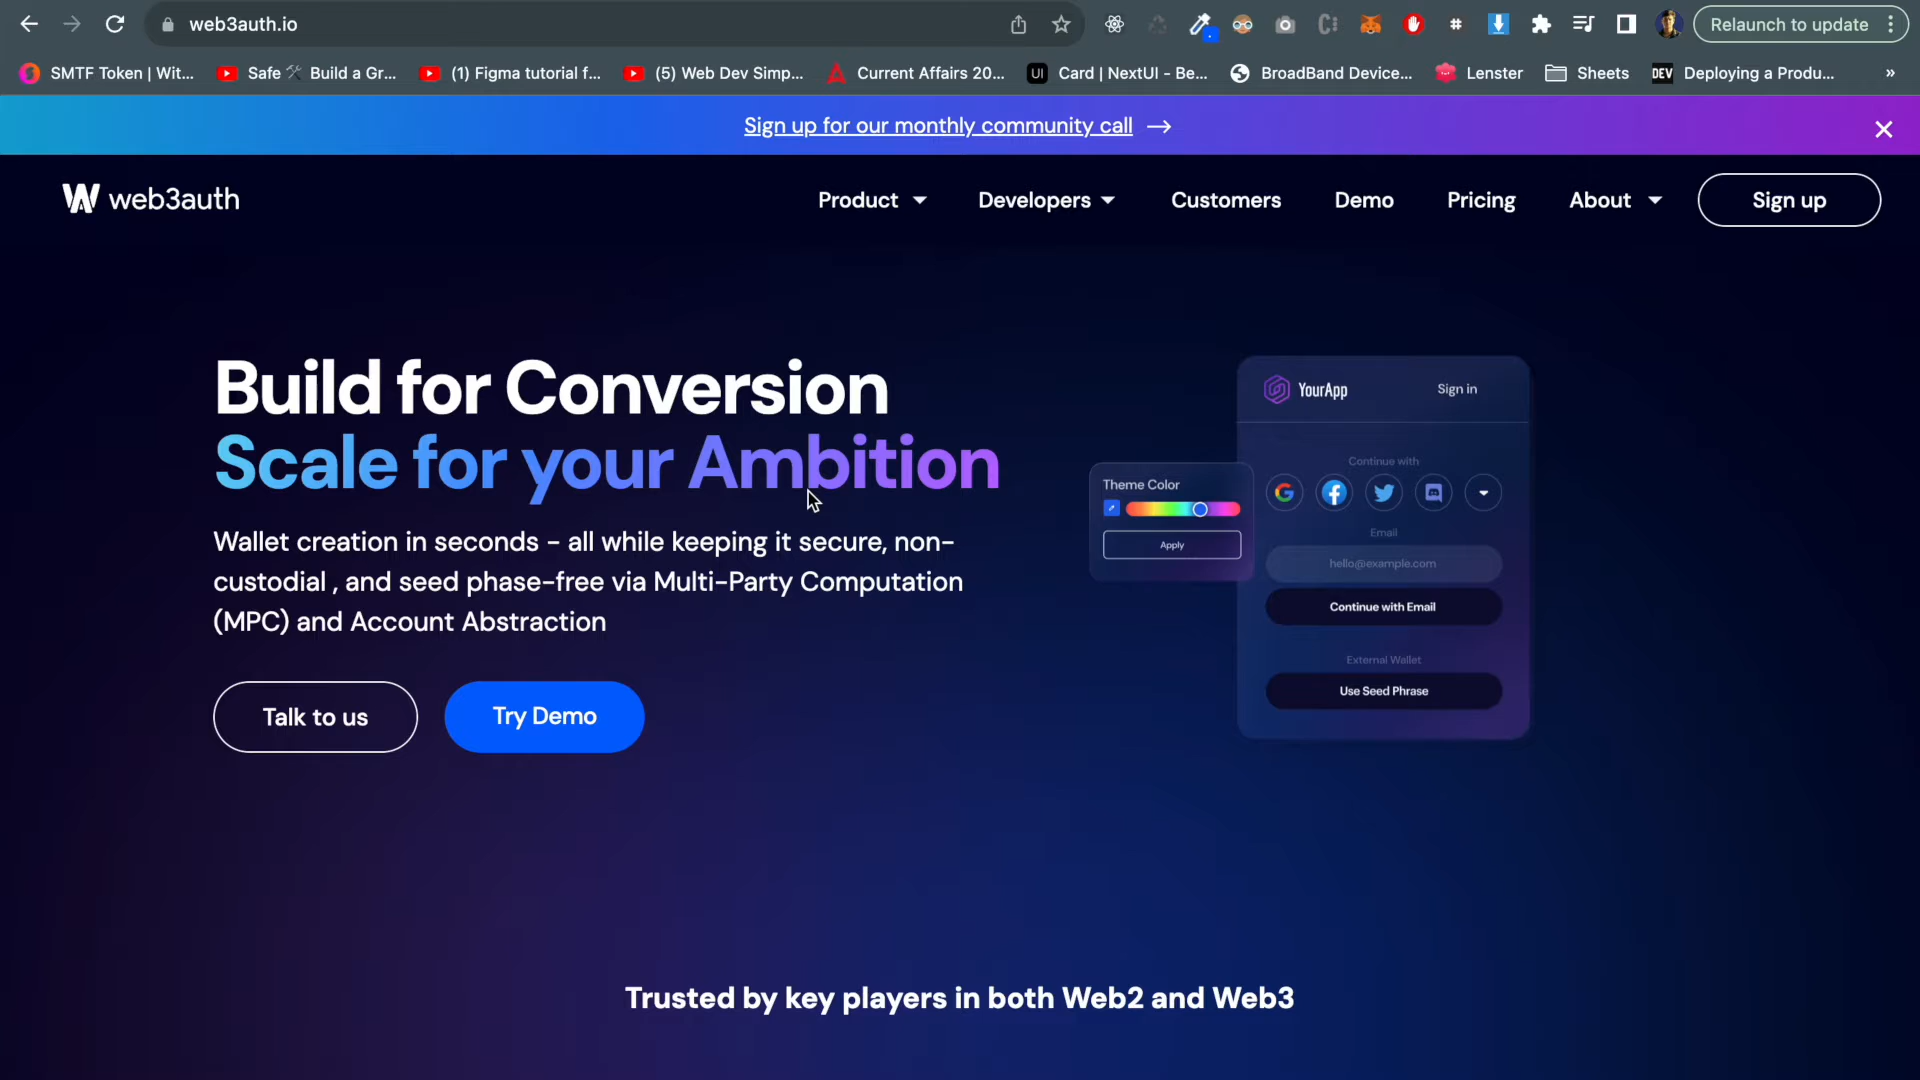 web3auth.io
Relaunch to update
SMTF Token | Wit...
Safe 🛠 Build a Gr...
(1) Figma tutorial f...
(5) Web Dev Simp...
Current Affairs 20...
UI
Card | NextUI - Be...
BroadBand Device...
Lenster
Sheets
DEV
Deploying a Produ...
»
Sign up for our monthly community call →
web3auth
Product
Developers
Customers
Demo
Pricing
About
Sign up
Build for Conversion
Scale for your Ambition
Wallet creation in seconds - all while keeping it secure, non-
custodial , and seed phase-free via Multi-Party Computation
(MPC) and Account Abstraction
Talk to us
Try Demo
YourApp
Sign in
Continue with
Theme Color
Apply
Email
hello@example.com
Continue with Email
External Wallet
Use Seed Phrase
Trusted by key players in both Web2 and Web3